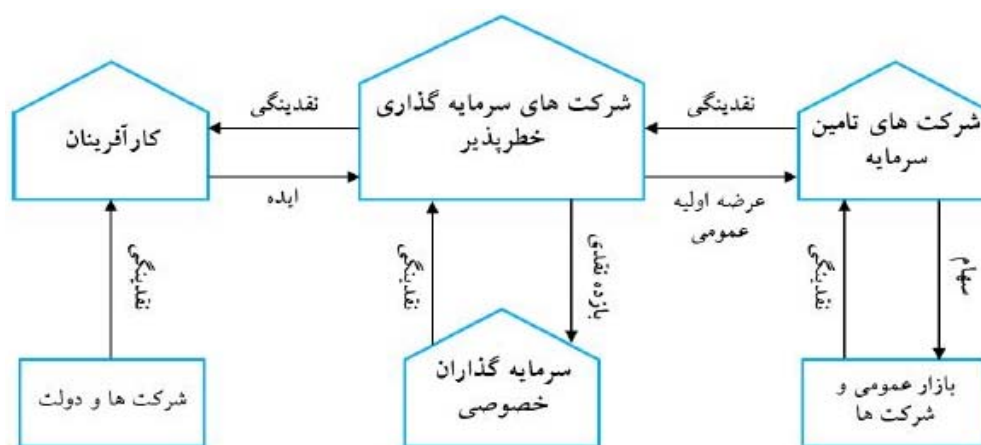 شرکت های سرمایه گذاری
خطرپذیر
شرکت های تامین
سرمایه
کارآفرینان
نقدینگی
نقدینگی
ایده
عرضه اولیه
عمومی
نقدینگی
نقدینگی
بازده نقدی
نقدینگی
سهام
سرمایه گذاران
خصوصی
بازار عمومی و
شرکت ها
شرکت ها و دولت